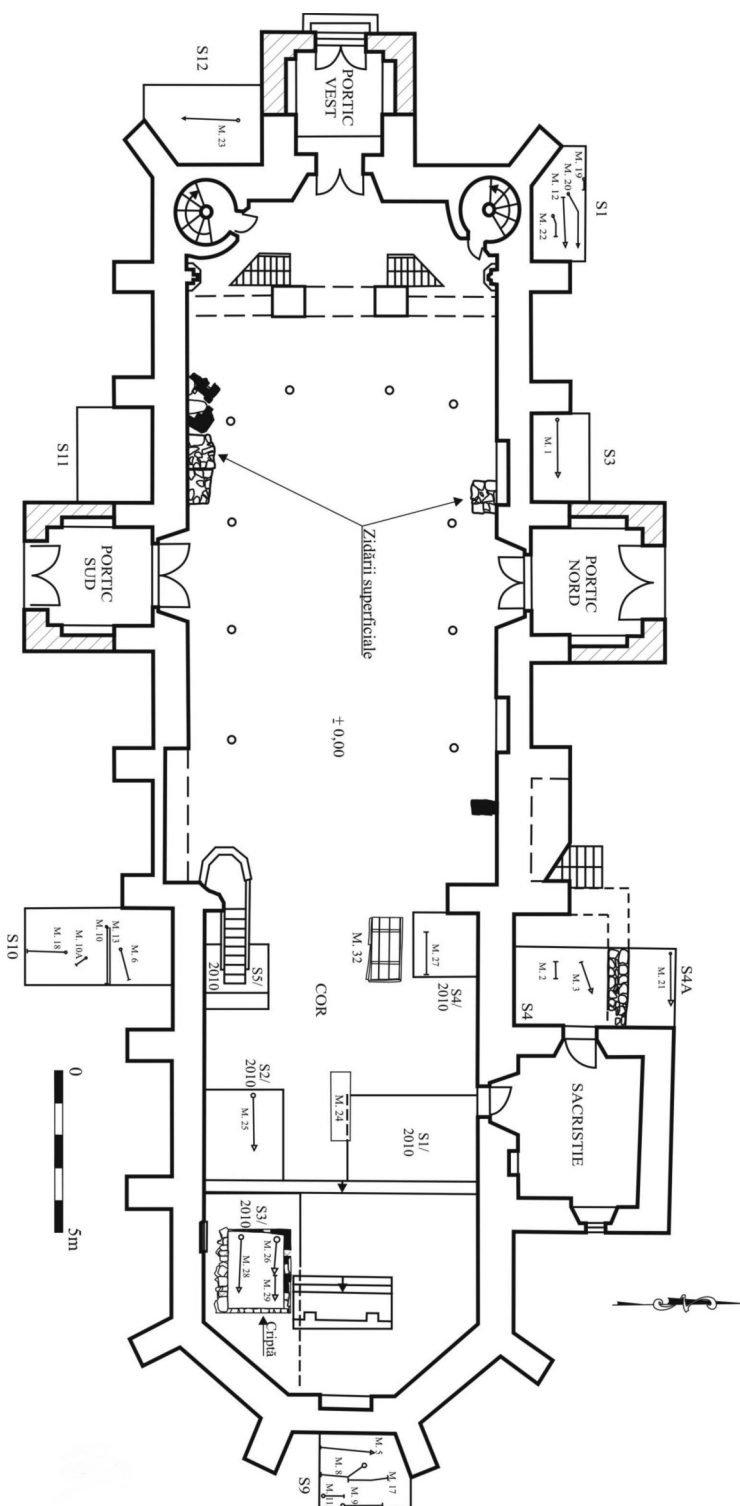 S12
M. 23
PORTIC
VEST
M. 19
M. 20
M. 12
M. 22
S1
S11
S3
M. 1
Zidării superficiale
PORTIC
SUD
PORTIC
NORD
± 0,00
S10
M. 18
M. 10A
M. 10
M. 13
M. 6
S5/
2010
COR
M. 32
M. 27
S4/
2010
M. 2
M. 3
S4
M. 21
S4A
0
5m
S2/
2010
M. 25
M. 24
S1/
2010
SACRISTIE
S3/
2010
M. 28
M. 26
M. 29
Criptă
S9
M. 5
M. 8
M. 17
M. 11
M. 9